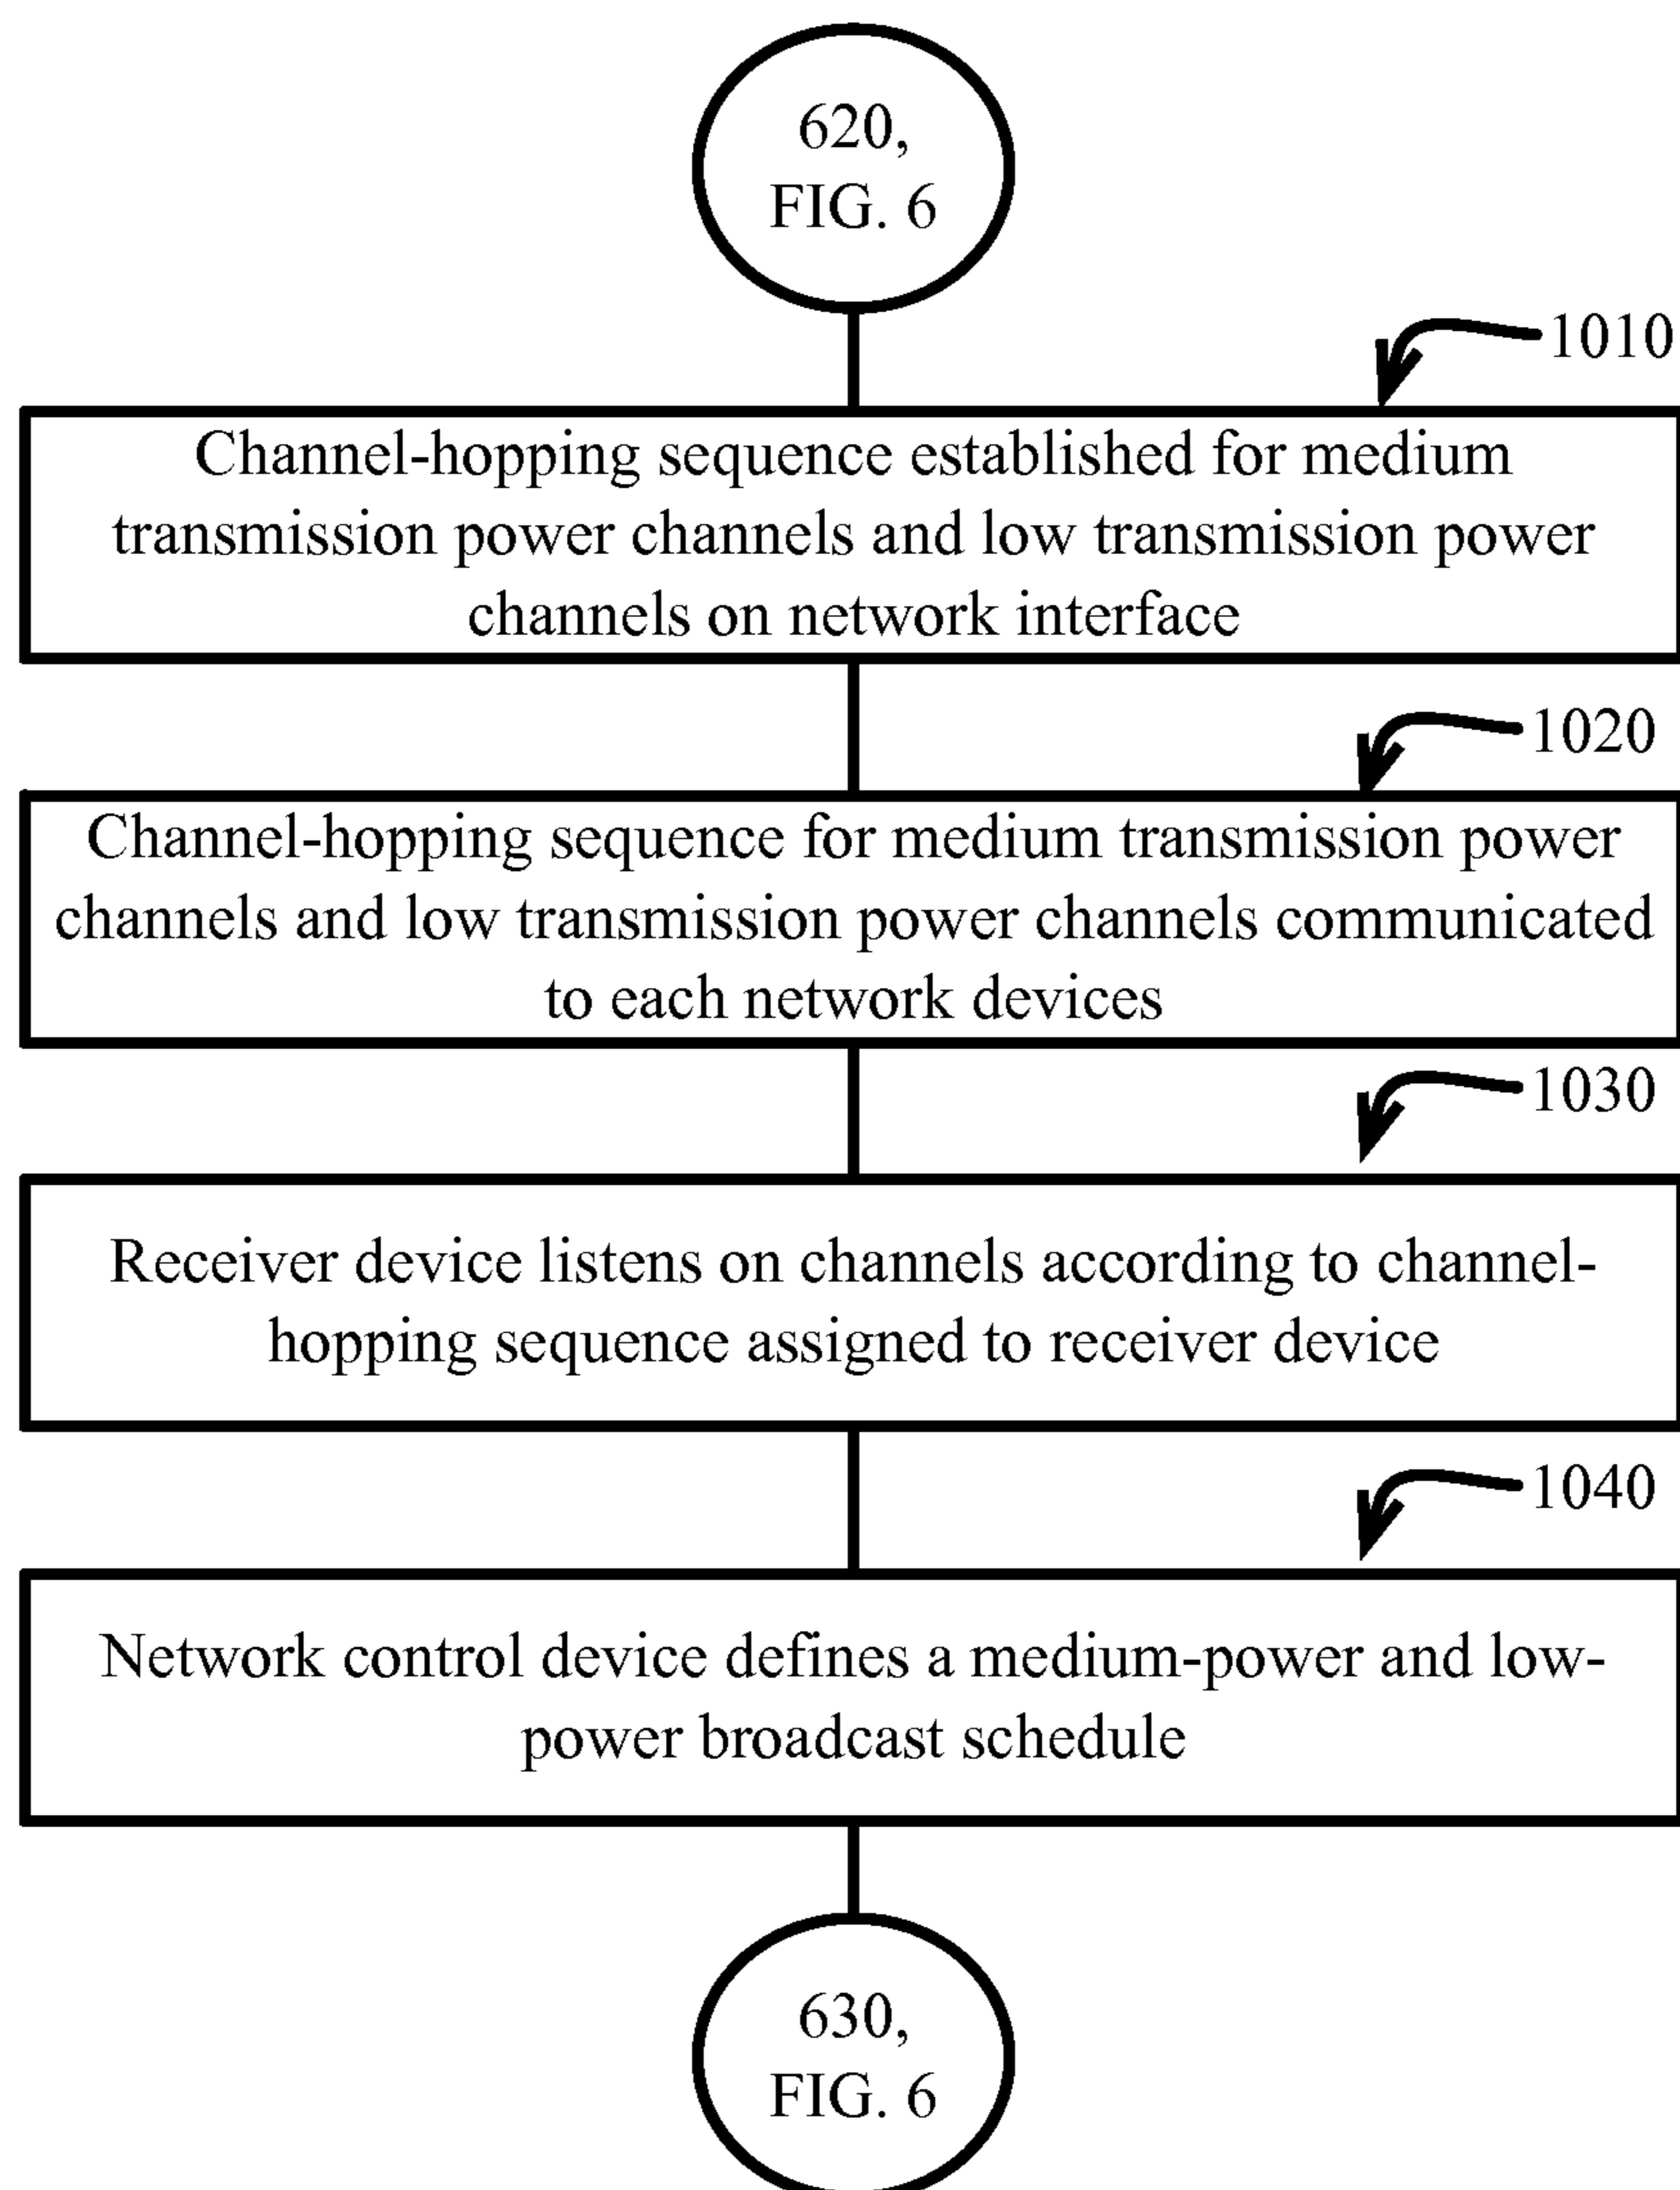 620,
FIG. 6
1010
Channel-hopping sequence established for medium
transmission power channels and low transmission power
channels on network interface
1020
Channel-hopping sequence for medium transmission power
channels and low transmission power channels communicated
to each network devices
1030
Receiver device listens on channels according to channel-
hopping sequence assigned to receiver device
1040
Network control device defines a medium-power and low-
power broadcast schedule
630,
FIG. 6